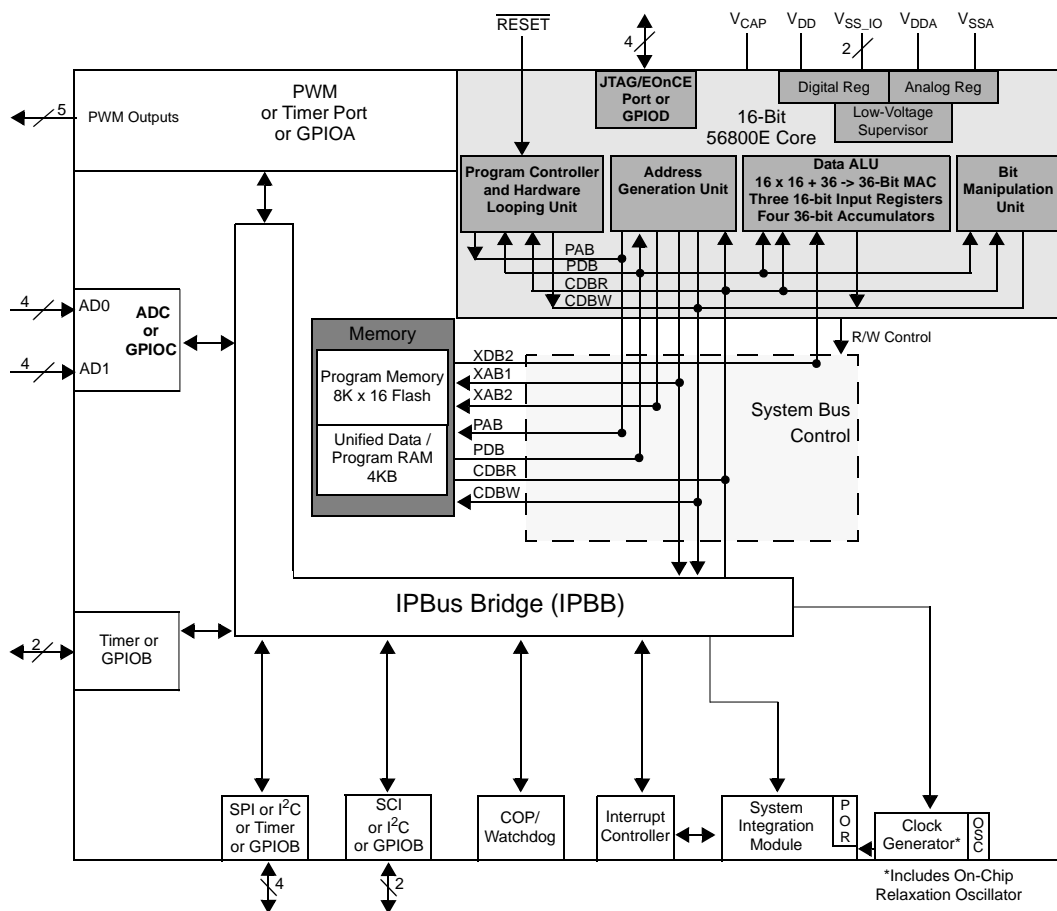 RESET
4
VCAP
VDD
VSS_IO
VDDA
VSSA
2
5
PWM Outputs
PWM
or Timer Port
or GPIOA
JTAG/EOnCE
Port or
GPIOD
Digital Reg
Analog Reg
Low-Voltage
Supervisor
16-Bit
56800E Core
Program Controller
and Hardware
Looping Unit
Address
Generation Unit
Data ALU
16 x 16 + 36 -> 36-Bit MAC
Three 16-bit Input Registers
Four 36-bit Accumulators
Bit
Manipulation
Unit
PAB
PDB
CDBR
CDBW
4
AD0
ADC
or
GPIOC
4
AD1
R/W Control
Memory
Program Memory
8K x 16 Flash
Unified Data /
Program RAM
4KB
XDB2
XAB1
XAB2
PAB
PDB
CDBR
CDBW
System Bus
Control
IPBus Bridge (IPBB)
2
Timer or
GPIOB
SPI or I2C
or Timer
or GPIOB
4
SCI
or I2C
or GPIOB
2
COP/
Watchdog
Interrupt
Controller
System
Integration
Module
POR
Clock
Generator*
OSC
*Includes On-Chip
Relaxation Oscillator